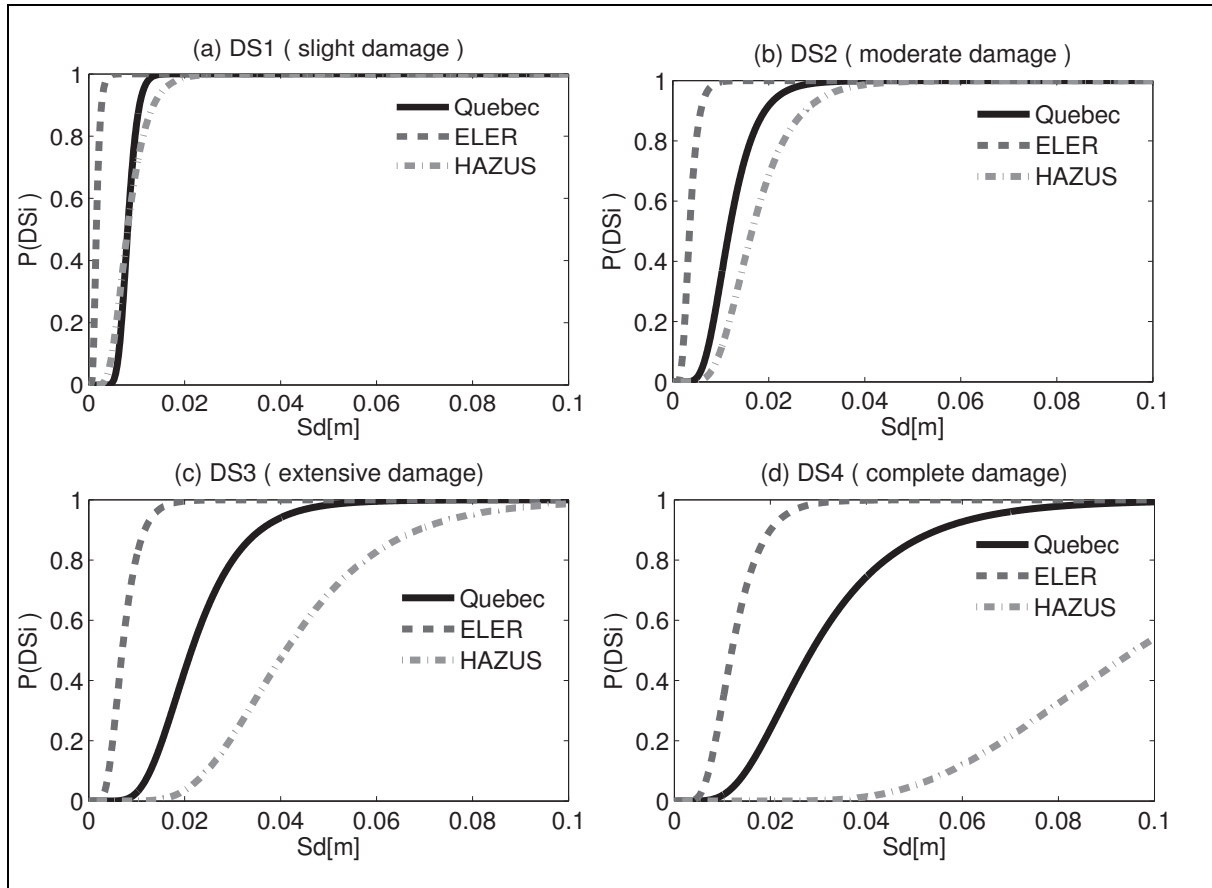 (a) DS1 ( slight damage )
1
0.8
0.6
0.4
0.2
0
P(DSi )
Quebec
ELER
HAZUS
0
0.02
0.04
0.06
0.08
0.1
Sd[m]
(b) DS2 ( moderate damage )
1
0.8
0.6
0.4
0.2
0
P(DSi )
Quebec
ELER
HAZUS
0
0.02
0.04
0.06
0.08
0.1
Sd[m]
(c) DS3 ( extensive damage)
1
0.8
0.6
0.4
0.2
0
P(DSi )
Quebec
ELER
HAZUS
0
0.02
0.04
0.06
0.08
0.1
Sd[m]
(d) DS4 ( complete damage)
1
0.8
0.6
0.4
0.2
0
P(DSi )
Quebec
ELER
HAZUS
0
0.02
0.04
0.06
0.08
0.1
Sd[m]